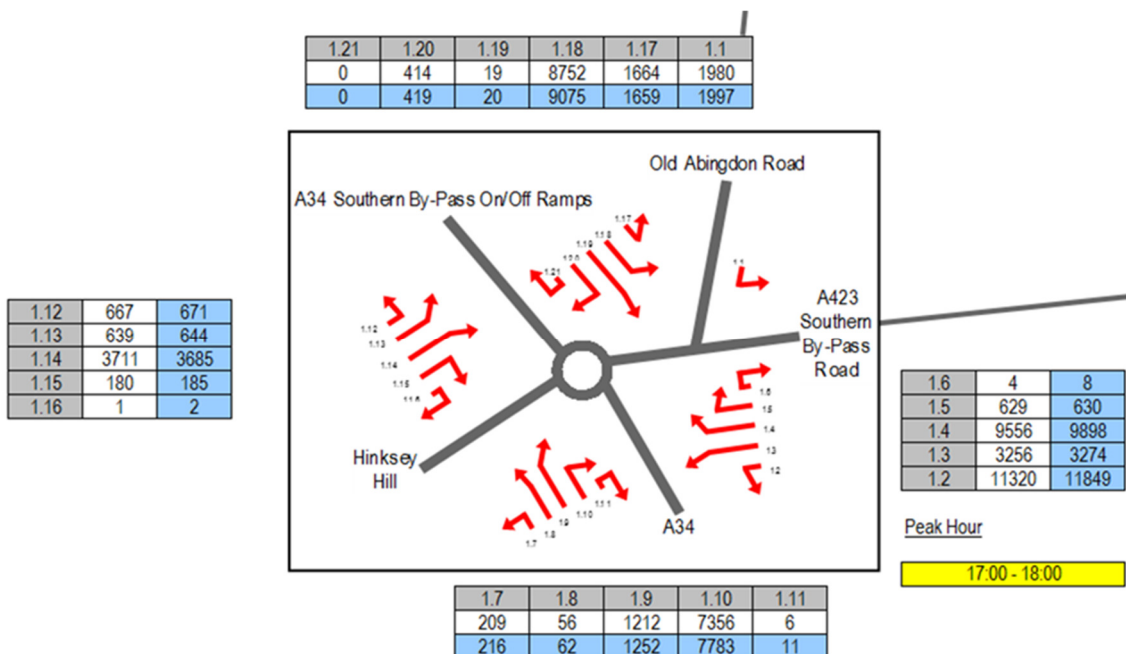 1.21 1.20 1.19 1.18 1.17 1.1
0 414 19 8752 1664 1980
0 419 20 9075 1659 1997
Old Abingdon Road
A34 Southern By-Pass On/Off Ramps
1.17
1.18
1.19
1.20
1.21
1.1
A423
Southern
By-Pass
Road
1.12 667 671
1.13 639 644
1.14 3711 3685
1.15 180 185
1.16 1 2
1.12
1.13
1.14
1.15
11.6
1.6
1.5
1.4
1.3
1.2
1.6 4 8
1.5 629 630
1.4 9556 9898
1.3 3256 3274
1.2 11320 11849
Hinksey
Hill
1.7
1.8
1.9
1.10
1.11
A34
Peak Hour
17:00 - 18:00
1.7 1.8 1.9 1.10 1.11
209 56 1212 7356 6
216 62 1252 7783 11